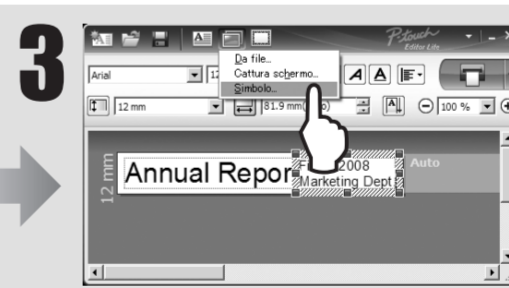 3
P-touch
Editor Lite
Da file...
Cattura schermo...
Simbolo...
Arial
12
A A
12 mm
81.9 mm
100 %
12 mm
Annual Repor
2008
Marketing Dept
Auto